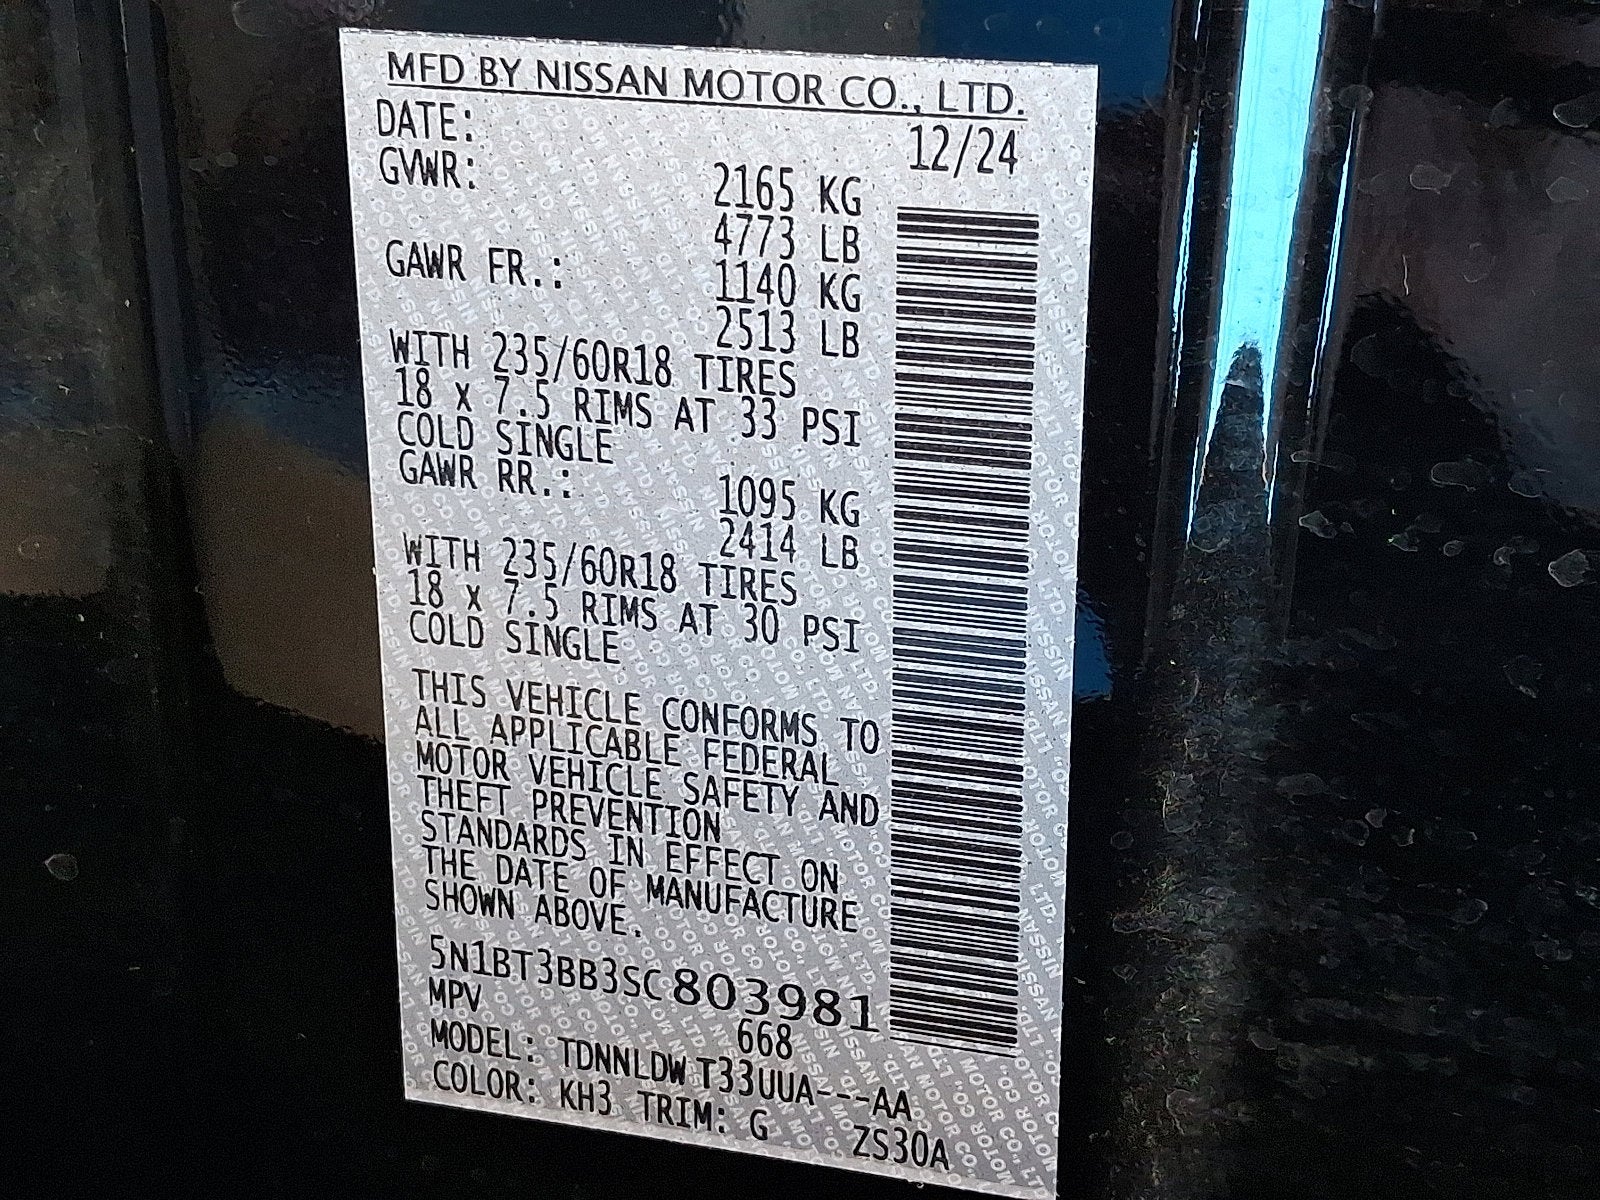 MFD BY NISSAN MOTOR CO., LTD.
DATE: 12/24
GVWR: 2165 KG
4773 LB
GAWR FR.: 1140 KG
2513 LB
WITH 235/60R18 TIRES
18 x 7.5 RIMS AT 33 PSI
COLD SINGLE
GAWR RR.: 1095 KG
2414 LB
WITH 235/60R18 TIRES
18 x 7.5 RIMS AT 30 PSI
COLD SINGLE
THIS VEHICLE CONFORMS TO
ALL APPLICABLE FEDERAL
MOTOR VEHICLE SAFETY AND
THEFT PREVENTION
STANDARDS IN EFFECT ON
THE DATE OF MANUFACTURE
SHOWN ABOVE.
5N1BT3BB3SC803981
MPV 668
MODEL: TDNNLDW T33UUA---AA
COLOR: KH3 TRIM: G ZS30A